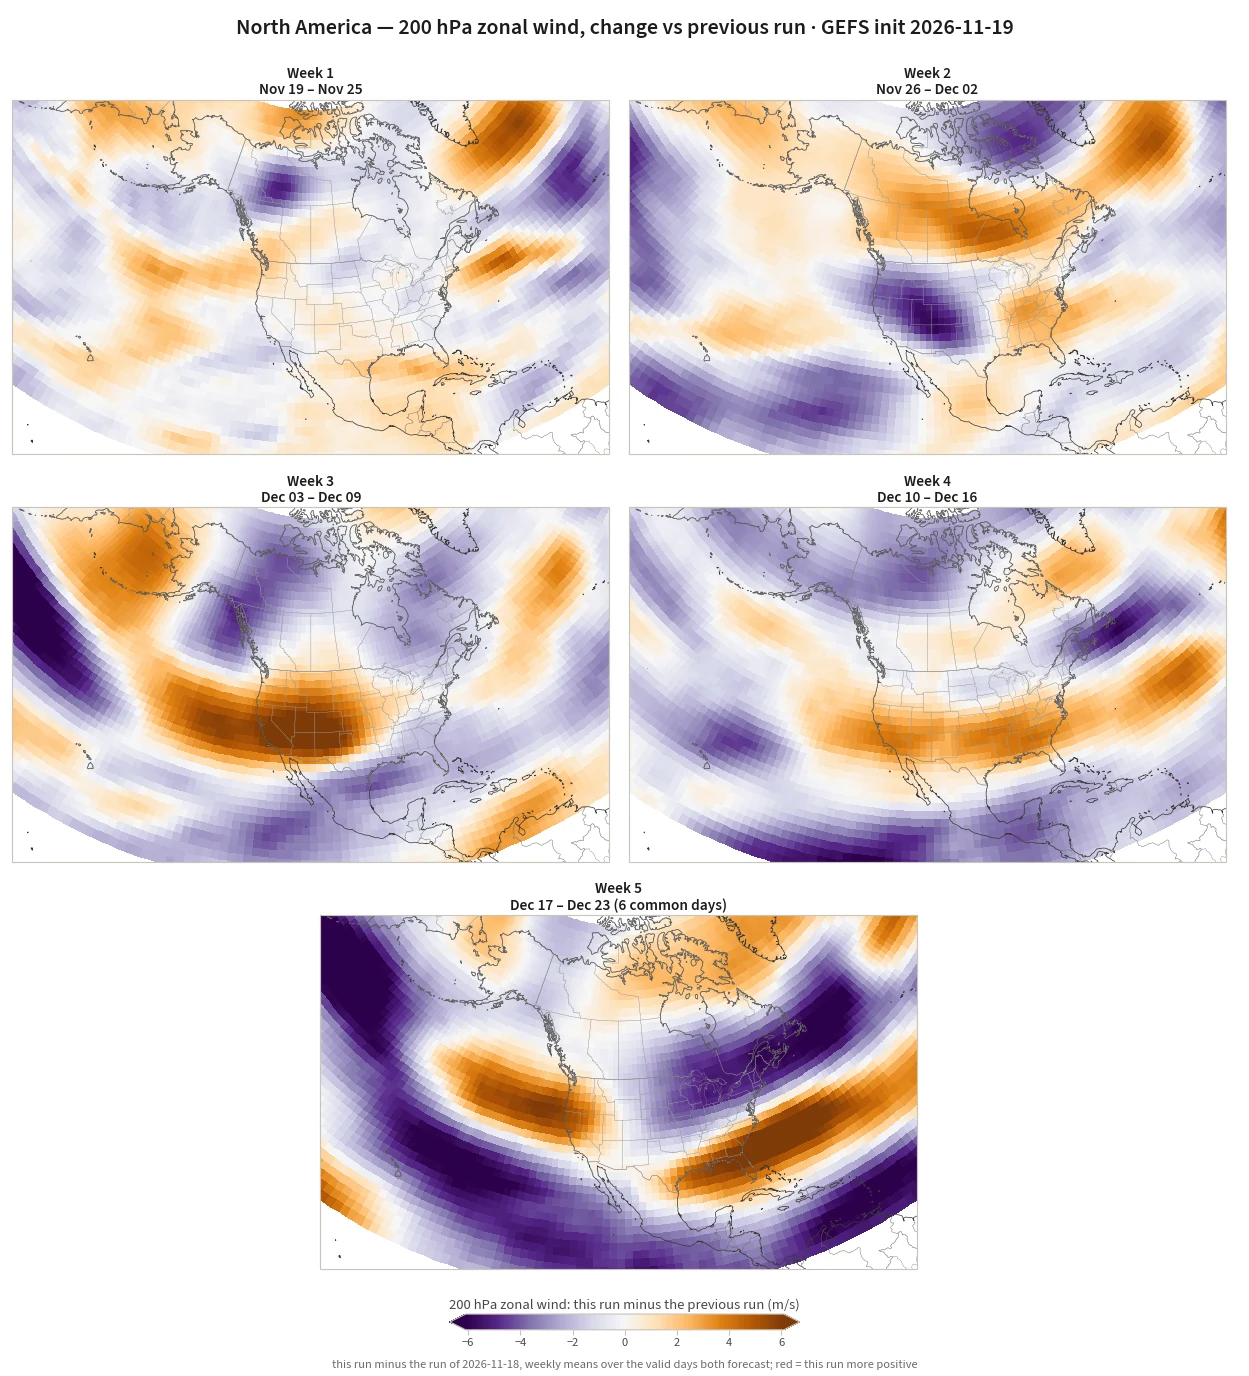 North America — 200 hPa zonal wind, change vs previous run · GEFS init 2026-11-19
Week 1
Nov 19 – Nov 25
Week 2
Nov 26 – Dec 02
Week 3
Dec 03 – Dec 09
Week 4
Dec 10 – Dec 16
Week 5
Dec 17 – Dec 23 (6 common days)
200 hPa zonal wind: this run minus the previous run (m/s)
−6 −4 −2 0 2 4 6
this run minus the run of 2026-11-18, weekly means over the valid days both forecast; red = this run more positive